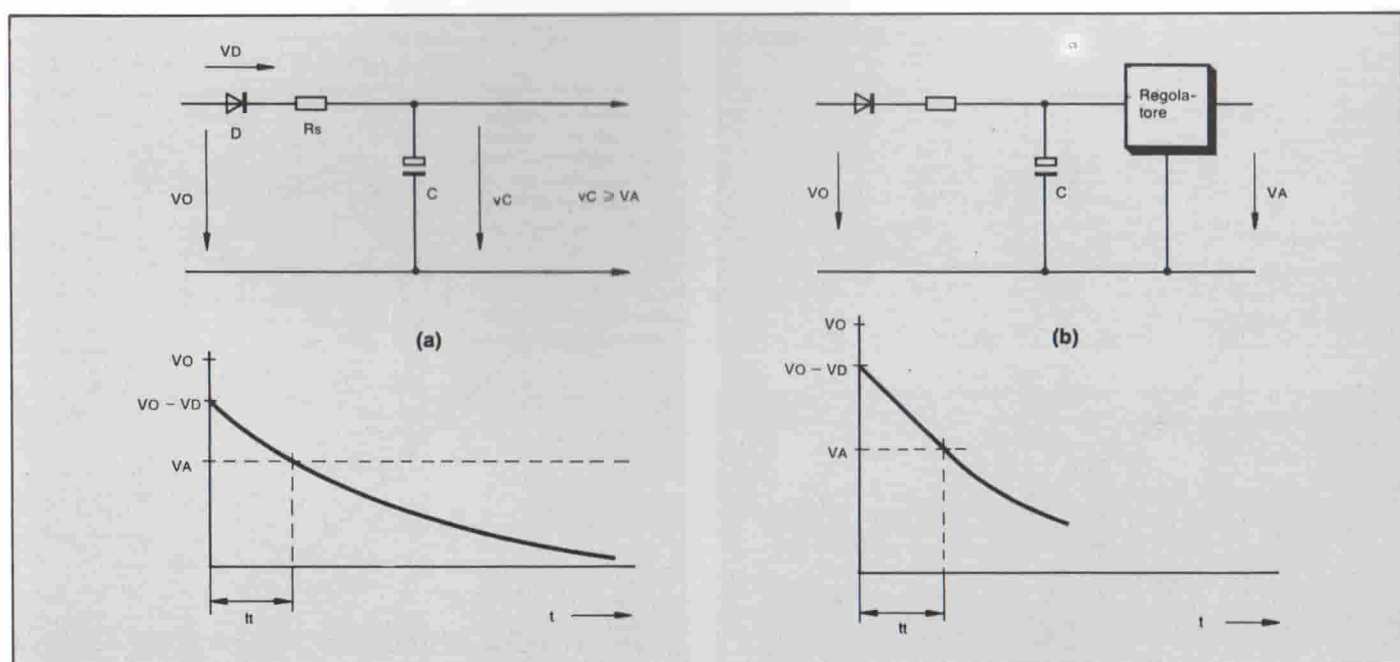 VD
D
Rs
VO
C
vC
vC ⩾ VA
(a)
VO
VO – VD
VA
tt
t
Regola-
tore
VO
C
VA
(b)
VO
VO – VD
VA
tt
t